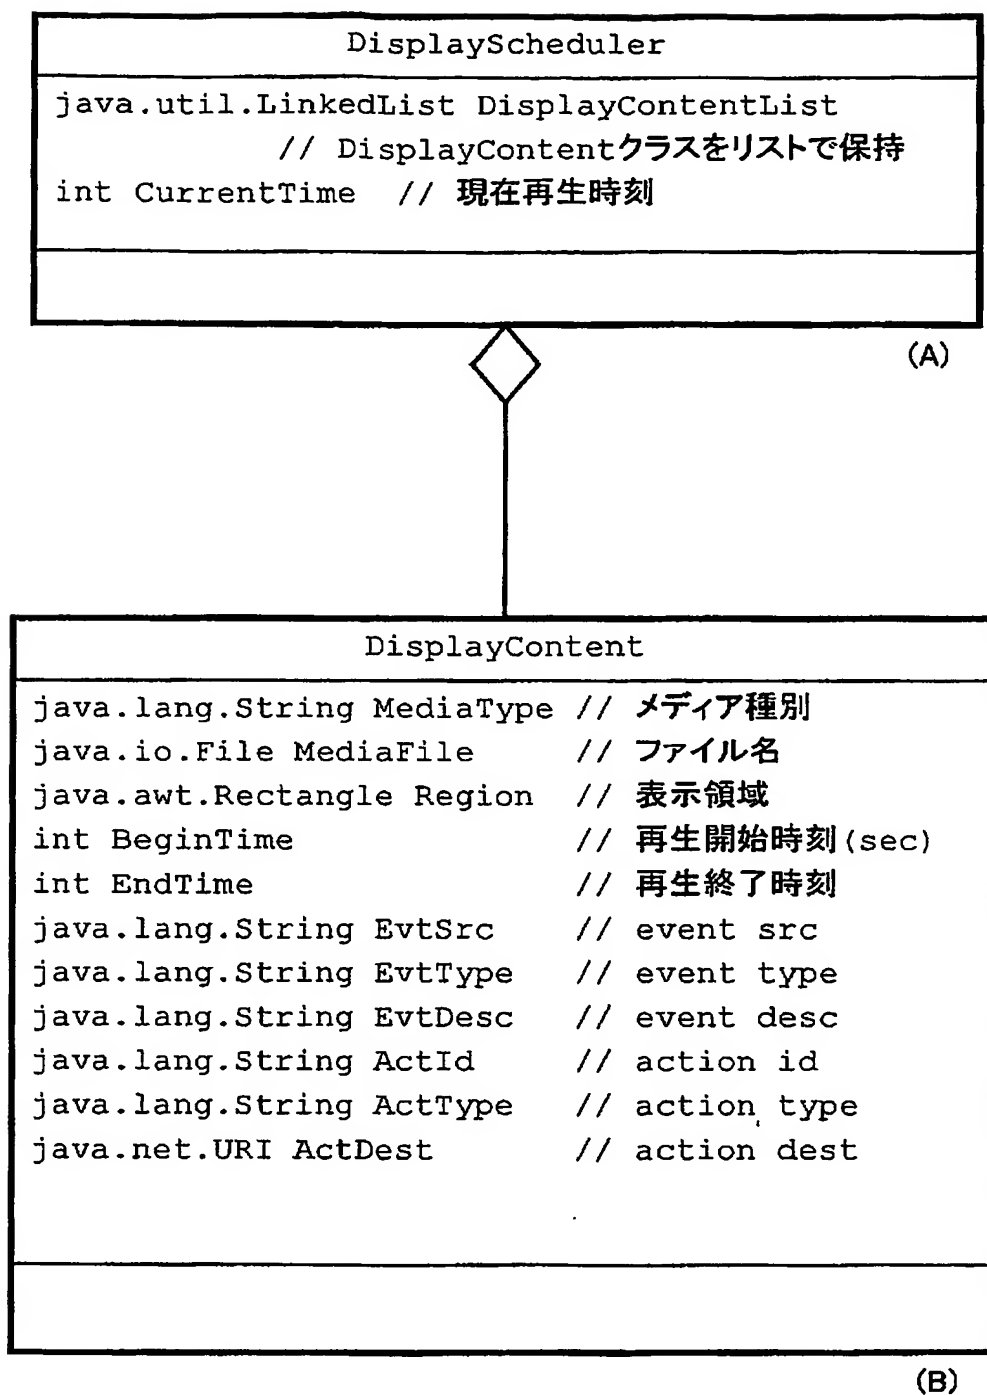 DisplayScheduler
java.util.LinkedList DisplayContentList
// DisplayContentクラスをリストで保持
int CurrentTime // 現在再生時刻
(A)
DisplayContent
java.lang.String MediaType // メディア種別
java.io.File MediaFile // ファイル名
java.awt.Rectangle Region // 表示領域
int BeginTime // 再生開始時刻(sec)
int EndTime // 再生終了時刻
java.lang.String EvtSrc // event src
java.lang.String EvtType // event type
java.lang.String EvtDesc // event desc
java.lang.String ActId // action id
java.lang.String ActType // action type
java.net.URI ActDest // action dest
(B)